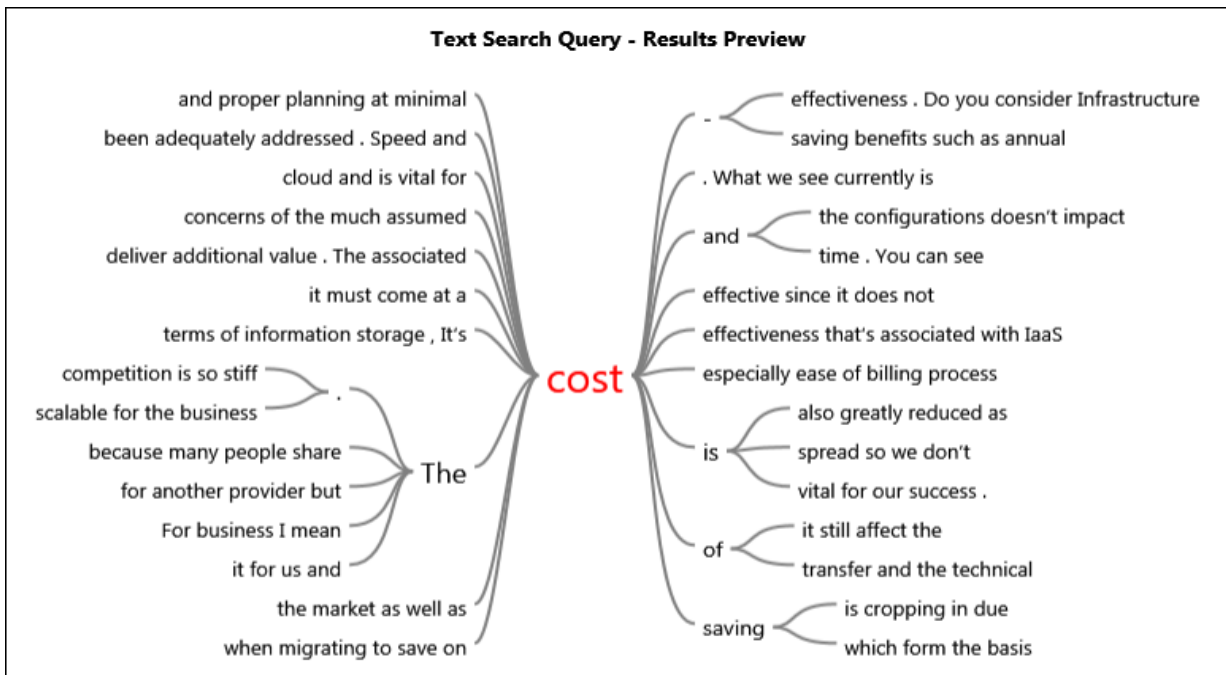 Text Search Query - Results Preview
and proper planning at minimal
been adequately addressed . Speed and
cloud and is vital for
concerns of the much assumed
deliver additional value . The associated
it must come at a
terms of information storage , It's
competition is so stiff
scalable for the business
.
because many people share
for another provider but
For business I mean
it for us and
The
the market as well as
when migrating to save on
cost
-
effectiveness . Do you consider Infrastructure
saving benefits such as annual
. What we see currently is
and
the configurations doesn't impact
time . You can see
effective since it does not
effectiveness that's associated with IaaS
especially ease of billing process
is
also greatly reduced as
spread so we don't
vital for our success .
of
it still affect the
transfer and the technical
saving
is cropping in due
which form the basis